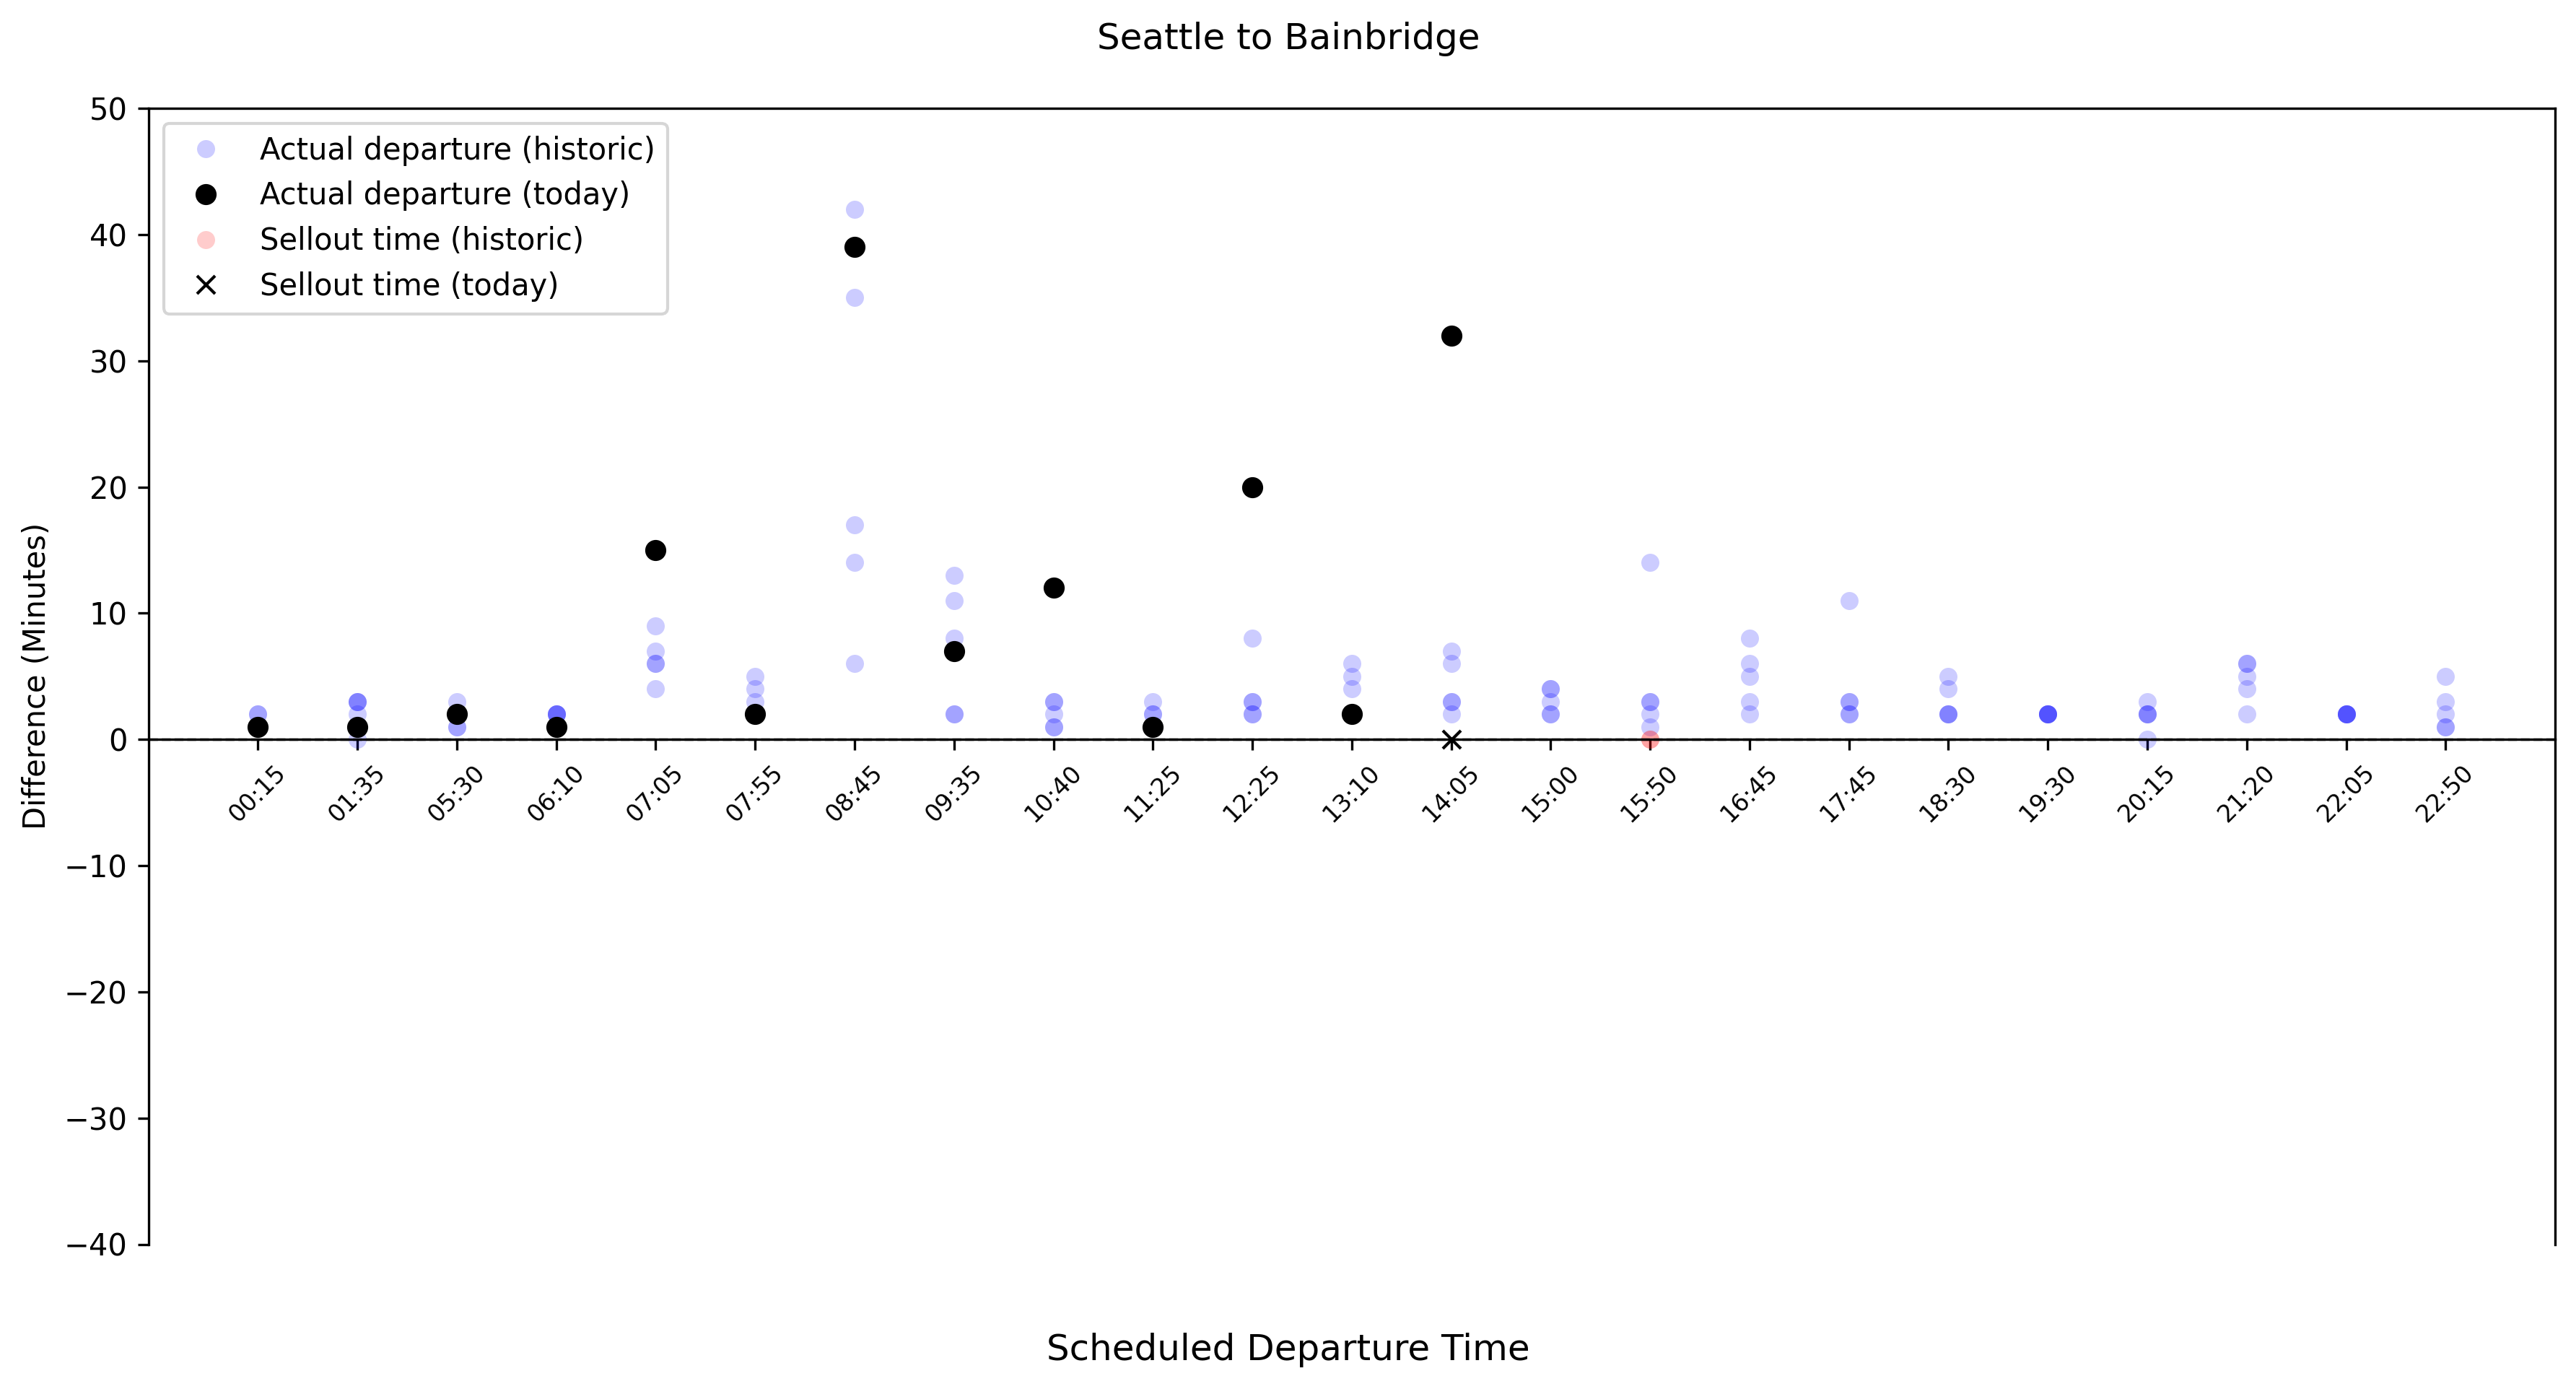 Seattle to Bainbridge
Actual departure (historic)
Actual departure (today)
Sellout time (historic)
Sellout time (today)
Difference (Minutes)
50
40
30
20
10
0
−10
−20
−30
−40
00:15 01:35 05:30 06:10 07:05 07:55 08:45 09:35 10:40 11:25 12:25 13:10 14:05 15:00 15:50 16:45 17:45 18:30 19:30 20:15 21:20 22:05 22:50
Scheduled Departure Time